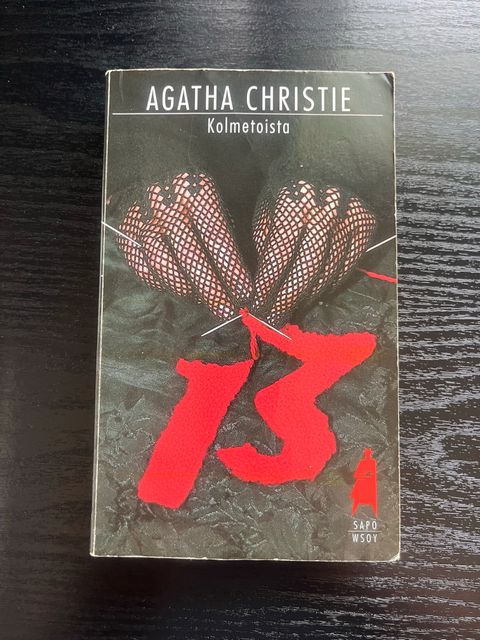 AGATHA CHRISTIE
Kolmetoista
13
SAPO
WSOY